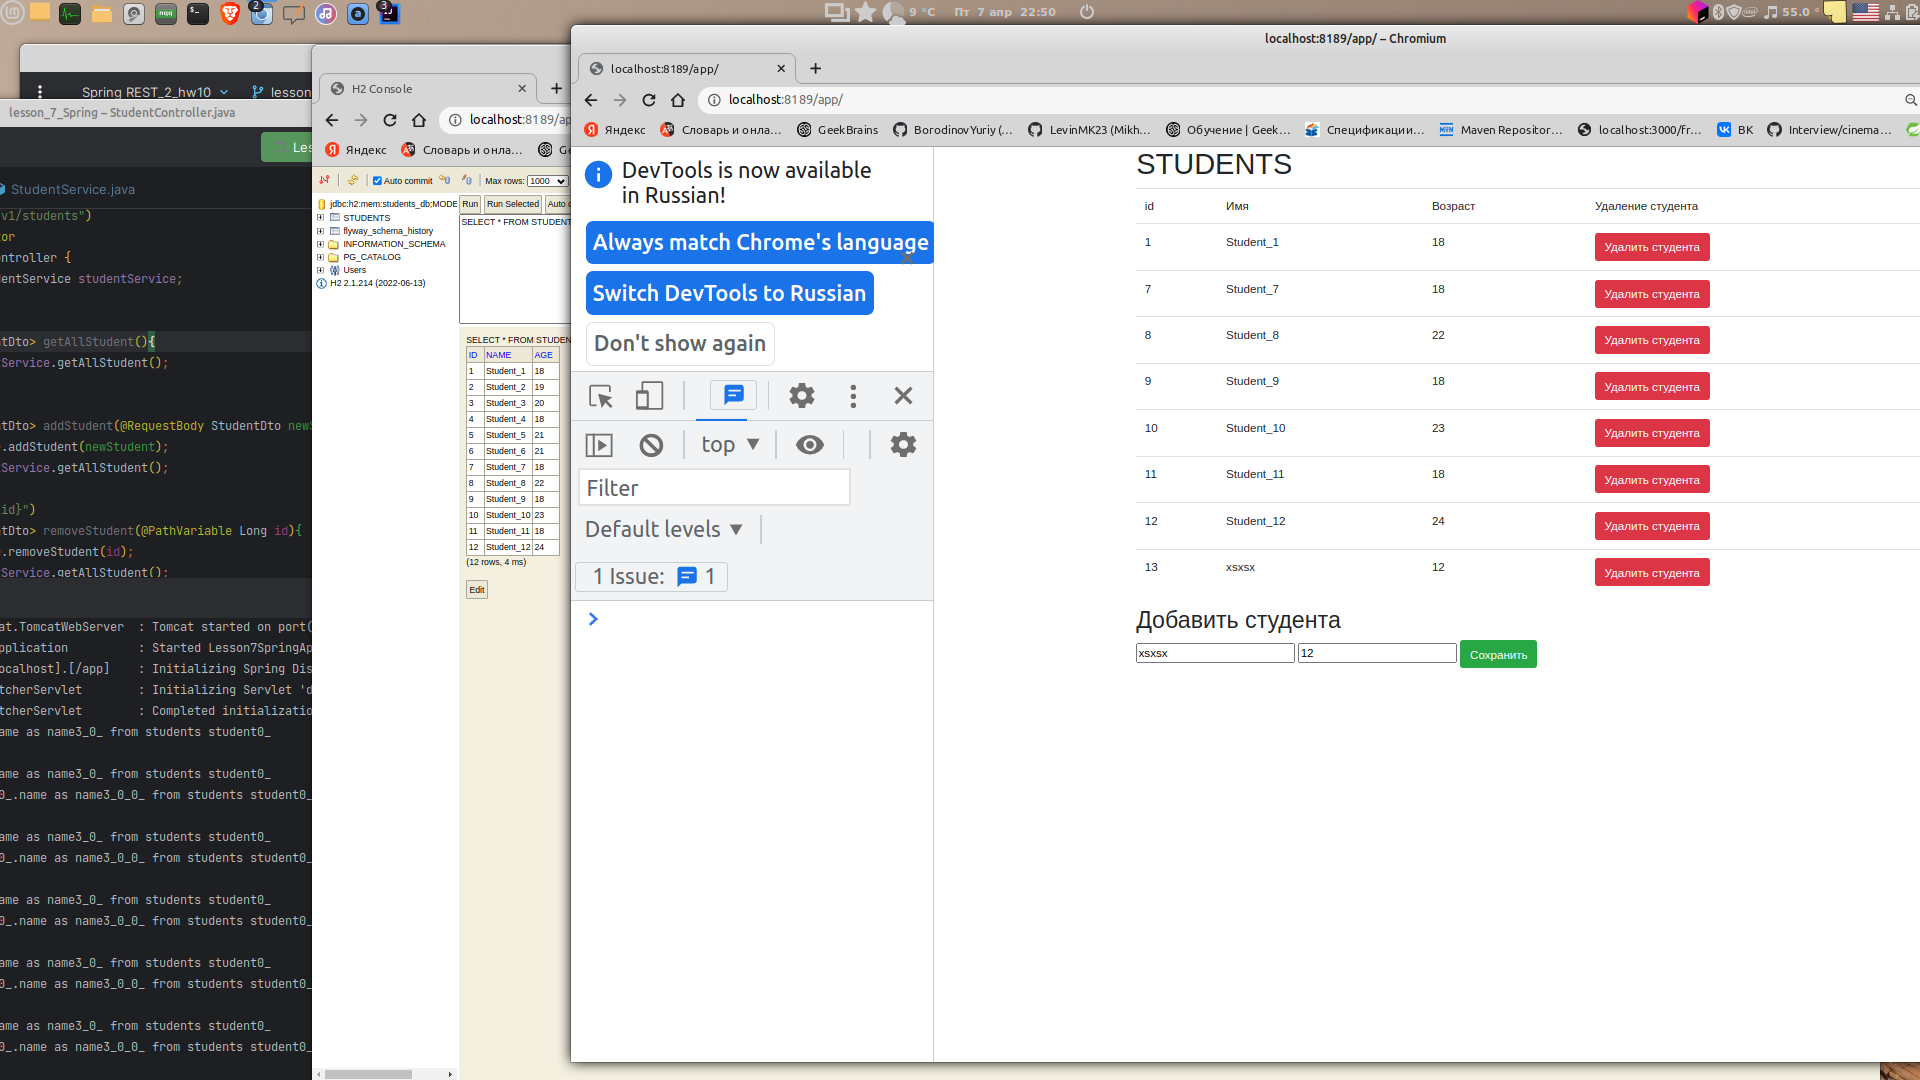 9 °C Пт 7 апр 22:50
55.0 °
Spring REST_2_hw10
lesson
lesson_7_Spring – StudentController.java
Les
StudentService.java
v1/students")
tor
ontroller {
dentService studentService;
ntDto> getAllStudent(){
tService.getAllStudent();
ntDto> addStudent(@RequestBody StudentDto new
.addStudent(newStudent);
tService.getAllStudent();
id}")
ntDto> removeStudent(@PathVariable Long id){
.removeStudent(id);
tService.getAllStudent();
at.TomcatWebServer : Tomcat started on port(
pplication : Started Lesson7SpringAp
ocalhost].[/app] : Initializing Spring Dis
tcherServlet : Initializing Servlet 'd
tcherServlet : Completed initializatio
ame as name3_0_ from students student0_
ame as name3_0_ from students student0_
0_.name as name3_0_0_ from students student0_
ame as name3_0_ from students student0_
0_.name as name3_0_0_ from students student0_
ame as name3_0_ from students student0_
0_.name as name3_0_0_ from students student0_
ame as name3_0_ from students student0_
0_.name as name3_0_0_ from students student0_
ame as name3_0_ from students student0_
0_.name as name3_0_0_ from students student0_
H2 Console
localhost:8189/ap
Яндекс Словарь и онла... Ge
Auto commit Max rows: 1000
jdbc:h2:mem:students_db;MODE
STUDENTS
flyway_schema_history
INFORMATION_SCHEMA
PG_CATALOG
Users
H2 2.1.214 (2022-06-13)
Run Run Selected Auto c
SELECT * FROM STUDENT
SELECT * FROM STUDEN
ID NAME AGE
1 Student_1 18
2 Student_2 19
3 Student_3 20
4 Student_4 18
5 Student_5 21
6 Student_6 21
7 Student_7 18
8 Student_8 22
9 Student_9 18
10 Student_10 23
11 Student_11 18
12 Student_12 24
(12 rows, 4 ms)
Edit
localhost:8189/app/ – Chromium
localhost:8189/app/
localhost:8189/app/
Яндекс Словарь и онла... GeekBrains BorodinovYuriy (... LevinMK23 (Mikh... Обучение | Geek... Спецификации... Maven Repositor... localhost:3000/fr... ВК Interview/cinema...
DevTools is now available
in Russian!
Always match Chrome's language
Switch DevTools to Russian
Don't show again
top
Filter
Default levels
1 Issue: 1
STUDENTS
id Имя Возраст Удаление студента
1 Student_1 18 Удалить студента
7 Student_7 18 Удалить студента
8 Student_8 22 Удалить студента
9 Student_9 18 Удалить студента
10 Student_10 23 Удалить студента
11 Student_11 18 Удалить студента
12 Student_12 24 Удалить студента
13 xsxsx 12 Удалить студента
Добавить студента
xsxsx 12 Сохранить